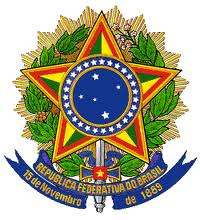 REPÚBLICA FEDERATIVA DO BRASIL
15 de Novembro de 1889